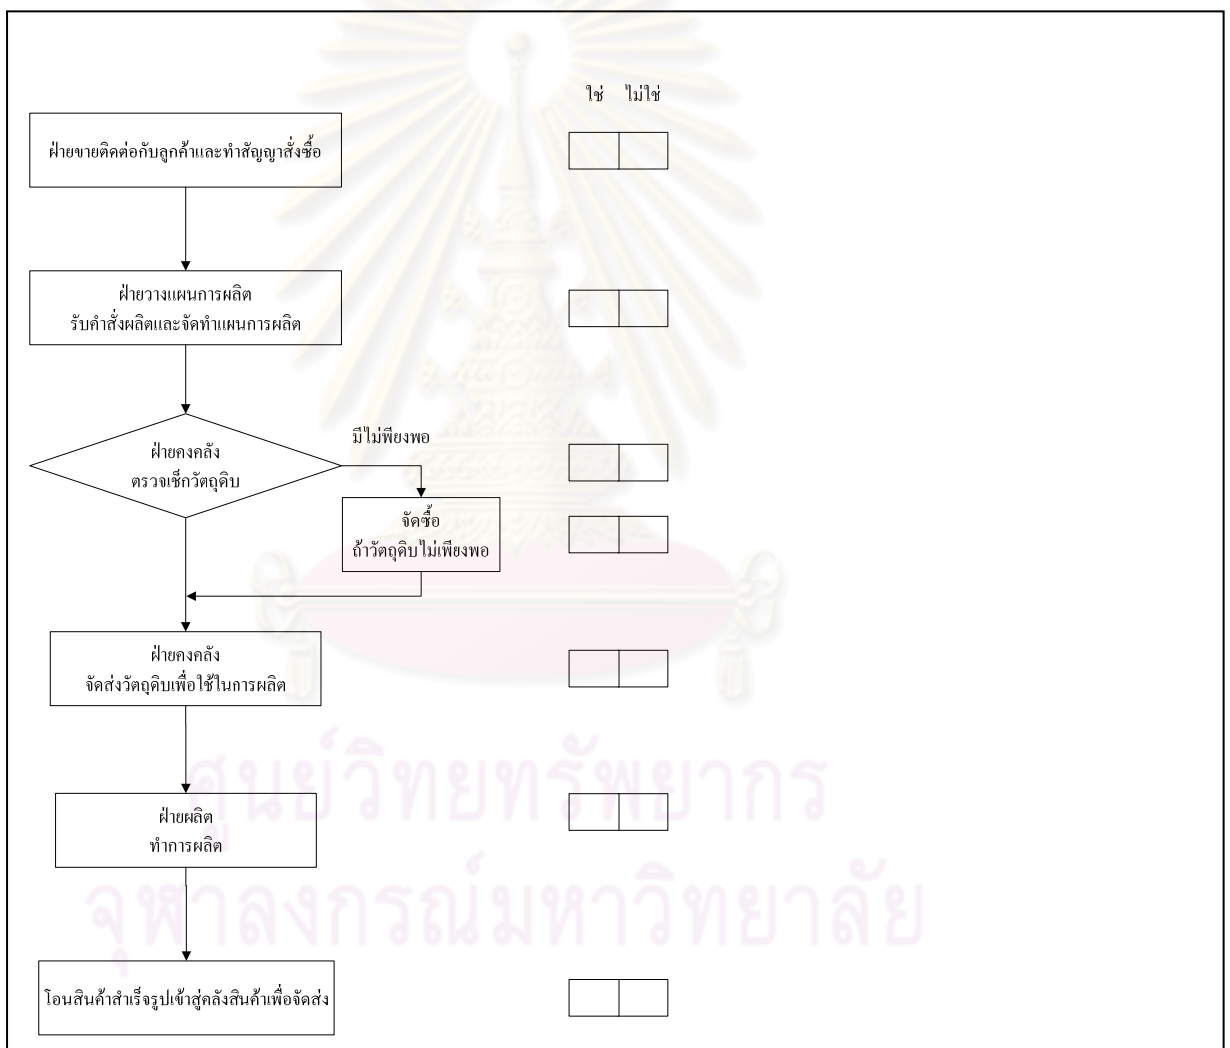 ใช่ ไม่ใช่
ฝ่ายขายติดต่อกับลูกค้าและทำสัญญาสั่งซื้อ
ฝ่ายวางแผนการผลิต
รับคำสั่งผลิตและจัดทำแผนการผลิต
ฝ่ายคงคลัง
ตรวจเช็กวัตถุดิบ
มีไม่พียงพอ
จัดซื้อ
ถ้าวัตถุดิบไม่เพียงพอ
ฝ่ายคงคลัง
จัดส่งวัตถุดิบเพื่อใช้ในการผลิต
ศูนย์วิทยทรัพยากร
ฝ่ายผลิต
ทำการผลิต
จุฬาลงกรณ์มหาวิทยาลัย
โอนสินค้าสำเร็จรูปเข้าสู่คลังสินค้าเพื่อจัดส่ง